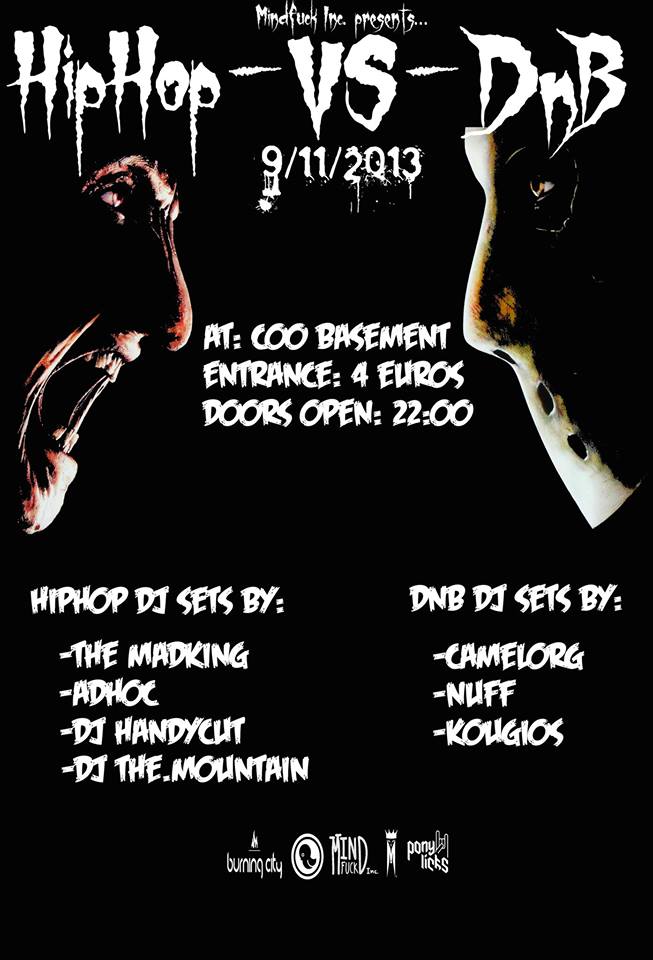 Mindfuck Inc. presents...
HipHop - VS - DnB
9/11/2013
AT: COO BASEMENT
ENTRANCE: 4 EUROS
DOORS OPEN: 22:00
HIPHOP DJ SETS BY:
-THE MADKING
-ADHOC
-DJ HANDYCUT
-DJ THE.MOUNTAIN
DNB DJ SETS BY:
-CAMELORG
-NUFF
-KOUGIOS
burning city
MIND
FUCK Inc.
M
pony
licks